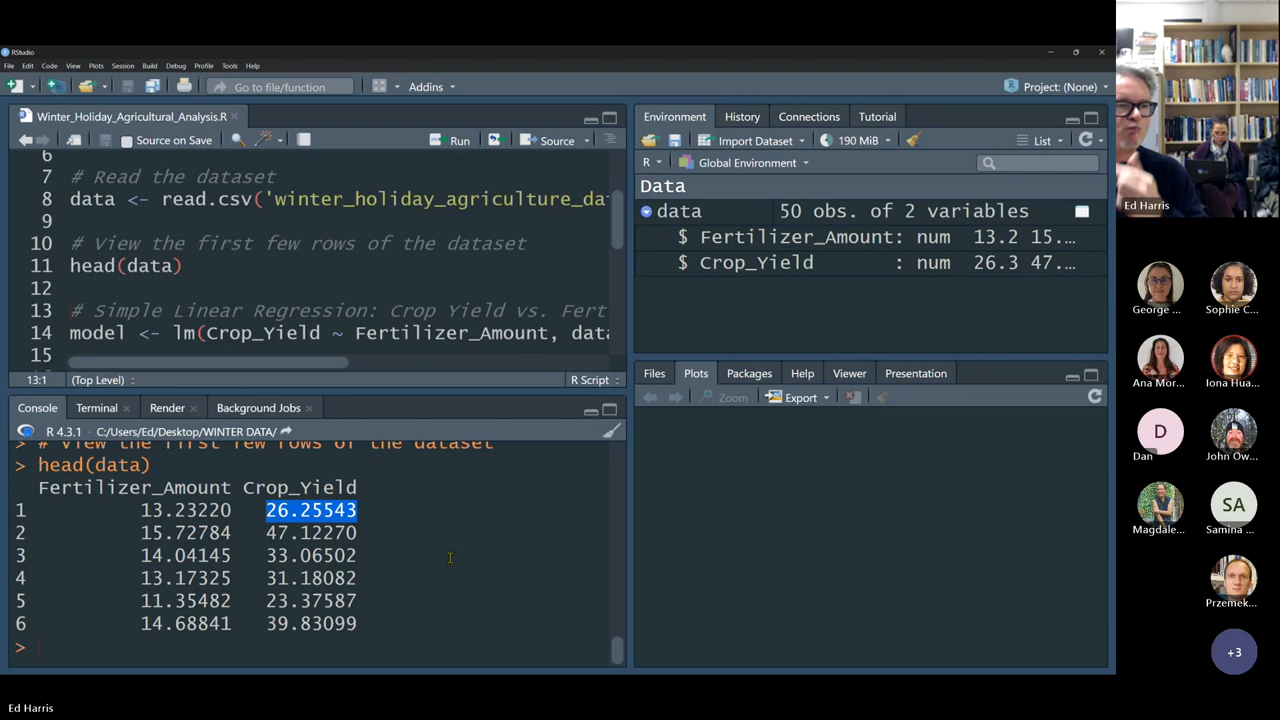 RStudio
File Edit Code View Plots Session Build Debug Profile Tools Help
Go to file/function Addins Project: (None)
Winter_Holiday_Agricultural_Analysis.R
Source on Save Run Source
6
7 # Read the dataset
8 data <- read.csv('winter_holiday_agriculture_da
9
10 # View the first few rows of the dataset
11 head(data)
12
13 # Simple Linear Regression: Crop Yield vs. Fert
14 model <- lm(Crop_Yield ~ Fertilizer_Amount, data
15
13:1 (Top Level) R Script
Console Terminal Render Background Jobs
R 4.3.1 · C:/Users/Ed/Desktop/WINTER DATA/
> # View the first few rows of the dataset
> head(data)
Fertilizer_Amount Crop_Yield
1 13.23220 26.25543
2 15.72784 47.12270
3 14.04145 33.06502
4 13.17325 31.18082
5 11.35482 23.37587
6 14.68841 39.83099
>
Environment History Connections Tutorial
Import Dataset 190 MiB List
R Global Environment
Data
data 50 obs. of 2 variables
$ Fertilizer_Amount: num 13.2 15.…
$ Crop_Yield : num 26.3 47.…
Files Plots Packages Help Viewer Presentation
Zoom Export
Ed Harris
George ... Sophie C...
Ana Mor... Iona Hua...
D
Dan John Ow...
SA
Magdale... Samina ...
Przemek...
+3
Ed Harris